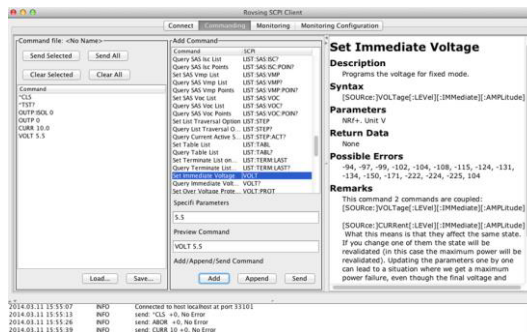 Rovsing SCPI Client
Connect Commanding Monitoring Monitoring Configuration
Command file: <No Name>
Send Selected Send All
Clear Selected Clear All
Command
*CLS
*TST?
OUTP:ISOL 0
OUTP 0
CURR 10.0
VOLT 5.5
Load... Save...
Add Command
Command SCPI
Query SAS Isc List LIST:SAS:ISC?
Query SAS Isc Points LIST:SAS:ISC:POIN?
Set SAS Vmp List LIST:SAS:VMP
Query SAS Vmp List LIST:SAS:VMP?
Query SAS Vmp Points LIST:SAS:VMP:POIN?
Set SAS Voc List LIST:SAS:VOC
Query SAS Voc List LIST:SAS:VOC?
Query SAS Voc Points LIST:SAS:VOC:POIN?
Set List Traversal Option LIST:STEP
Query List Traversal O... LIST:STEP?
Query Current Active S... LIST:STEP:ACT?
Set Table List LIST:TABL
Query Table List LIST:TABL?
Set Terminate List on... LIST:TERM:LAST
Query Terminate List LIST:TERM:LAST?
Set Immediate Voltage VOLT
Query Immediate Volt... VOLT?
Set Over Voltage Prote... VOLT:PROT
Specifi Parameters
5.5
Preview Command
VOLT 5.5
Add/Append/Send Command
Add Append Send
Set Immediate Voltage
Description
Programs the voltage for fixed mode.
Syntax
[SOURce:]VOLTage[:LEVel][:IMMediate][:AMPLitude]
Parameters
NRf+. Unit V
Return Data
None
Possible Errors
-94, -97, -99, -102, -104, -108, -115, -124, -131,
-134, -150, -171, -222, -224, -225, 104
Remarks
This command 2 commands are coupled:
[SOURce:]VOLTage[:LEVel][:IMMediate][:AMPLitude]
[SOURce:]CURRent[:LEVel][:IMMediate][:AMPLitude]
What this means is that they affect the same state.
If you change one of them the state will be
revalidated (in this case the maximum power will be
revalidated). Updating the parameters one by one
can lead to a situation where we get a maximum
power failure, even though the final voltage and
2014.03.11 15:55:07 INFO Connected to host localhost at port 33101
2014.03.11 15:55:13 INFO send: *CLS +0, No Error
2014.03.11 15:55:26 INFO send: ABOR +0, No Error
2014.03.11 15:55:39 INFO send: CURR 10 +0, No Error